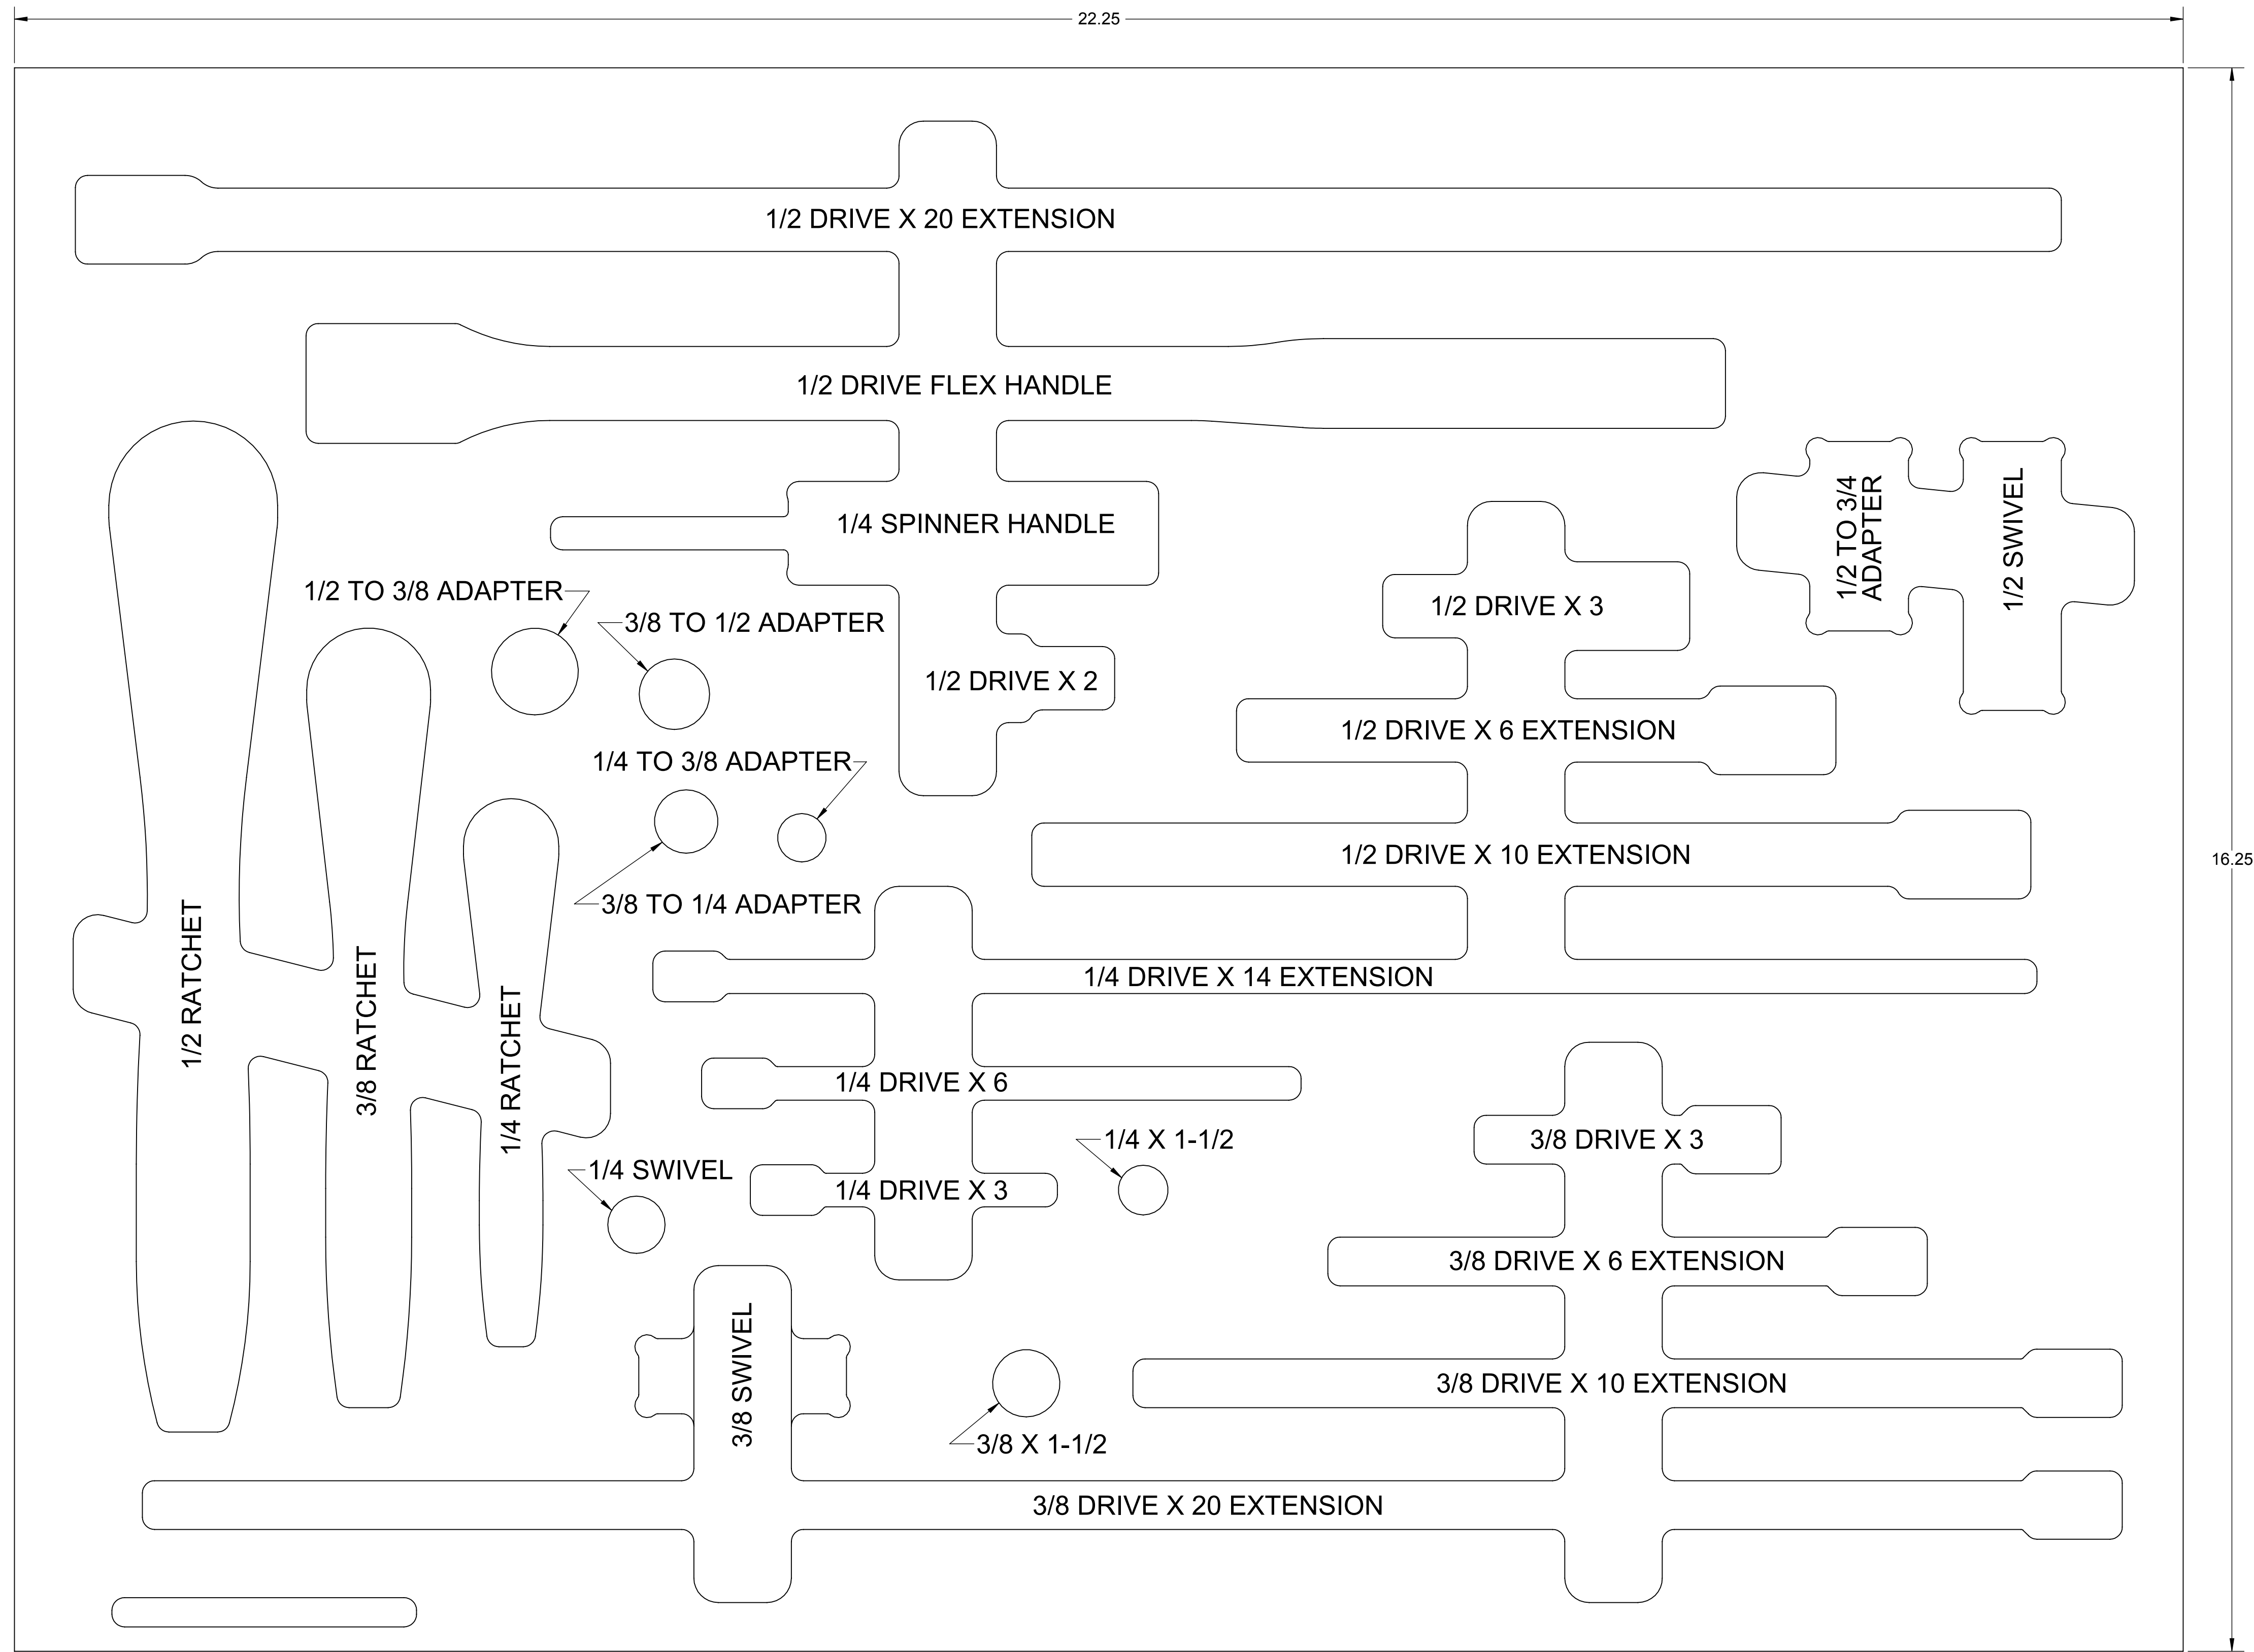 22.25
1/2 DRIVE X 20 EXTENSION
1/2 DRIVE FLEX HANDLE
1/4 SPINNER HANDLE
1/2 TO 3/4
ADAPTER
1/2 SWIVEL
1/2 TO 3/8 ADAPTER
3/8 TO 1/2 ADAPTER
1/2 DRIVE X 3
1/2 DRIVE X 2
1/2 DRIVE X 6 EXTENSION
1/4 TO 3/8 ADAPTER
1/2 DRIVE X 10 EXTENSION
16.25
3/8 TO 1/4 ADAPTER
1/2 RATCHET
3/8 RATCHET
1/4 RATCHET
1/4 DRIVE X 14 EXTENSION
1/4 DRIVE X 6
1/4 X 1-1/2
3/8 DRIVE X 3
1/4 SWIVEL
1/4 DRIVE X 3
3/8 DRIVE X 6 EXTENSION
3/8 SWIVEL
3/8 DRIVE X 10 EXTENSION
3/8 X 1-1/2
3/8 DRIVE X 20 EXTENSION